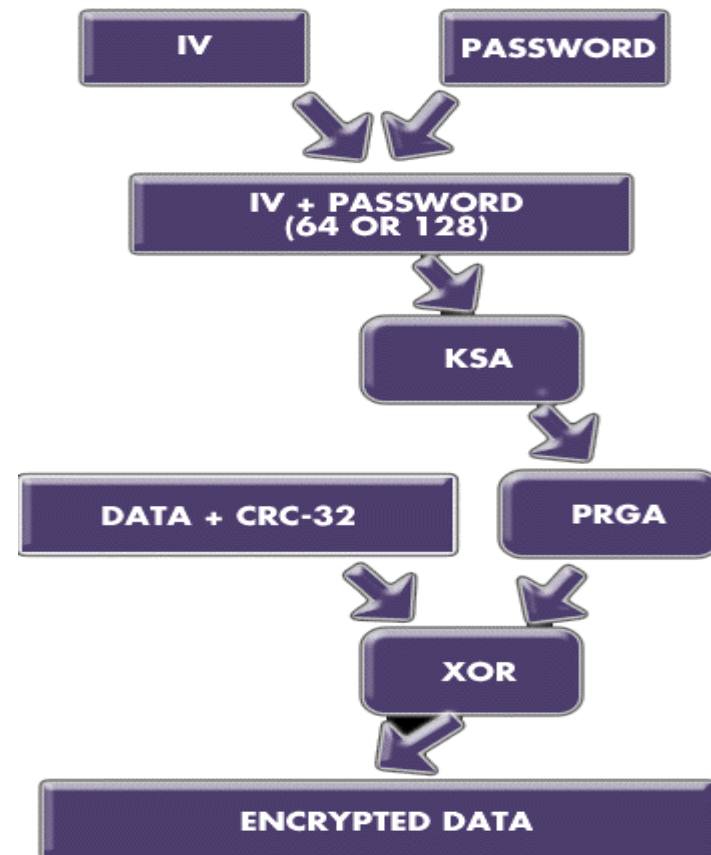 IV
PASSWORD
IV + PASSWORD
(64 OR 128)
KSA
DATA + CRC-32
PRGA
XOR
ENCRYPTED DATA